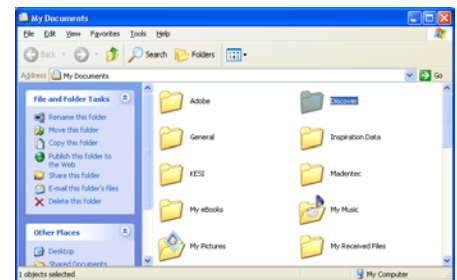 My Documents
File Edit View Favorites Tools Help
Back Search Folders
Address My Documents Go
File and Folder Tasks
Rename this folder
Move this folder
Copy this folder
Publish this folder to
the Web
Share this folder
E-mail this folder's files
Delete this folder
Other Places
Desktop
Shared Documents
Adobe Discover
General Inspiration Data
KESI Madentec
My eBooks My Music
My Pictures My Received Files
1 objects selected My Computer